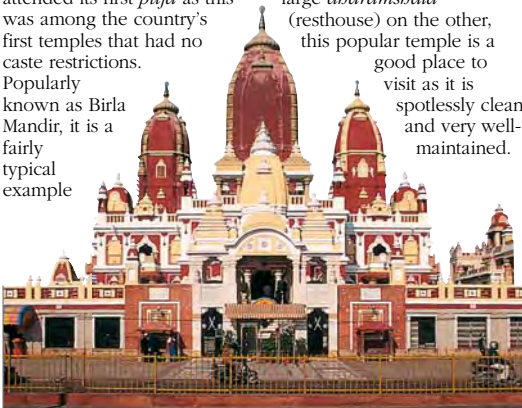 attended its first puja as this
was among the country's
first temples that had no
caste restrictions.
Popularly
known as Birla
Mandir, it is a
fairly
typical
example
large dharamshala
(resthouse) on the other,
this popular temple is a
good place to
visit as it is
spotlessly clean
and very well-
maintained.